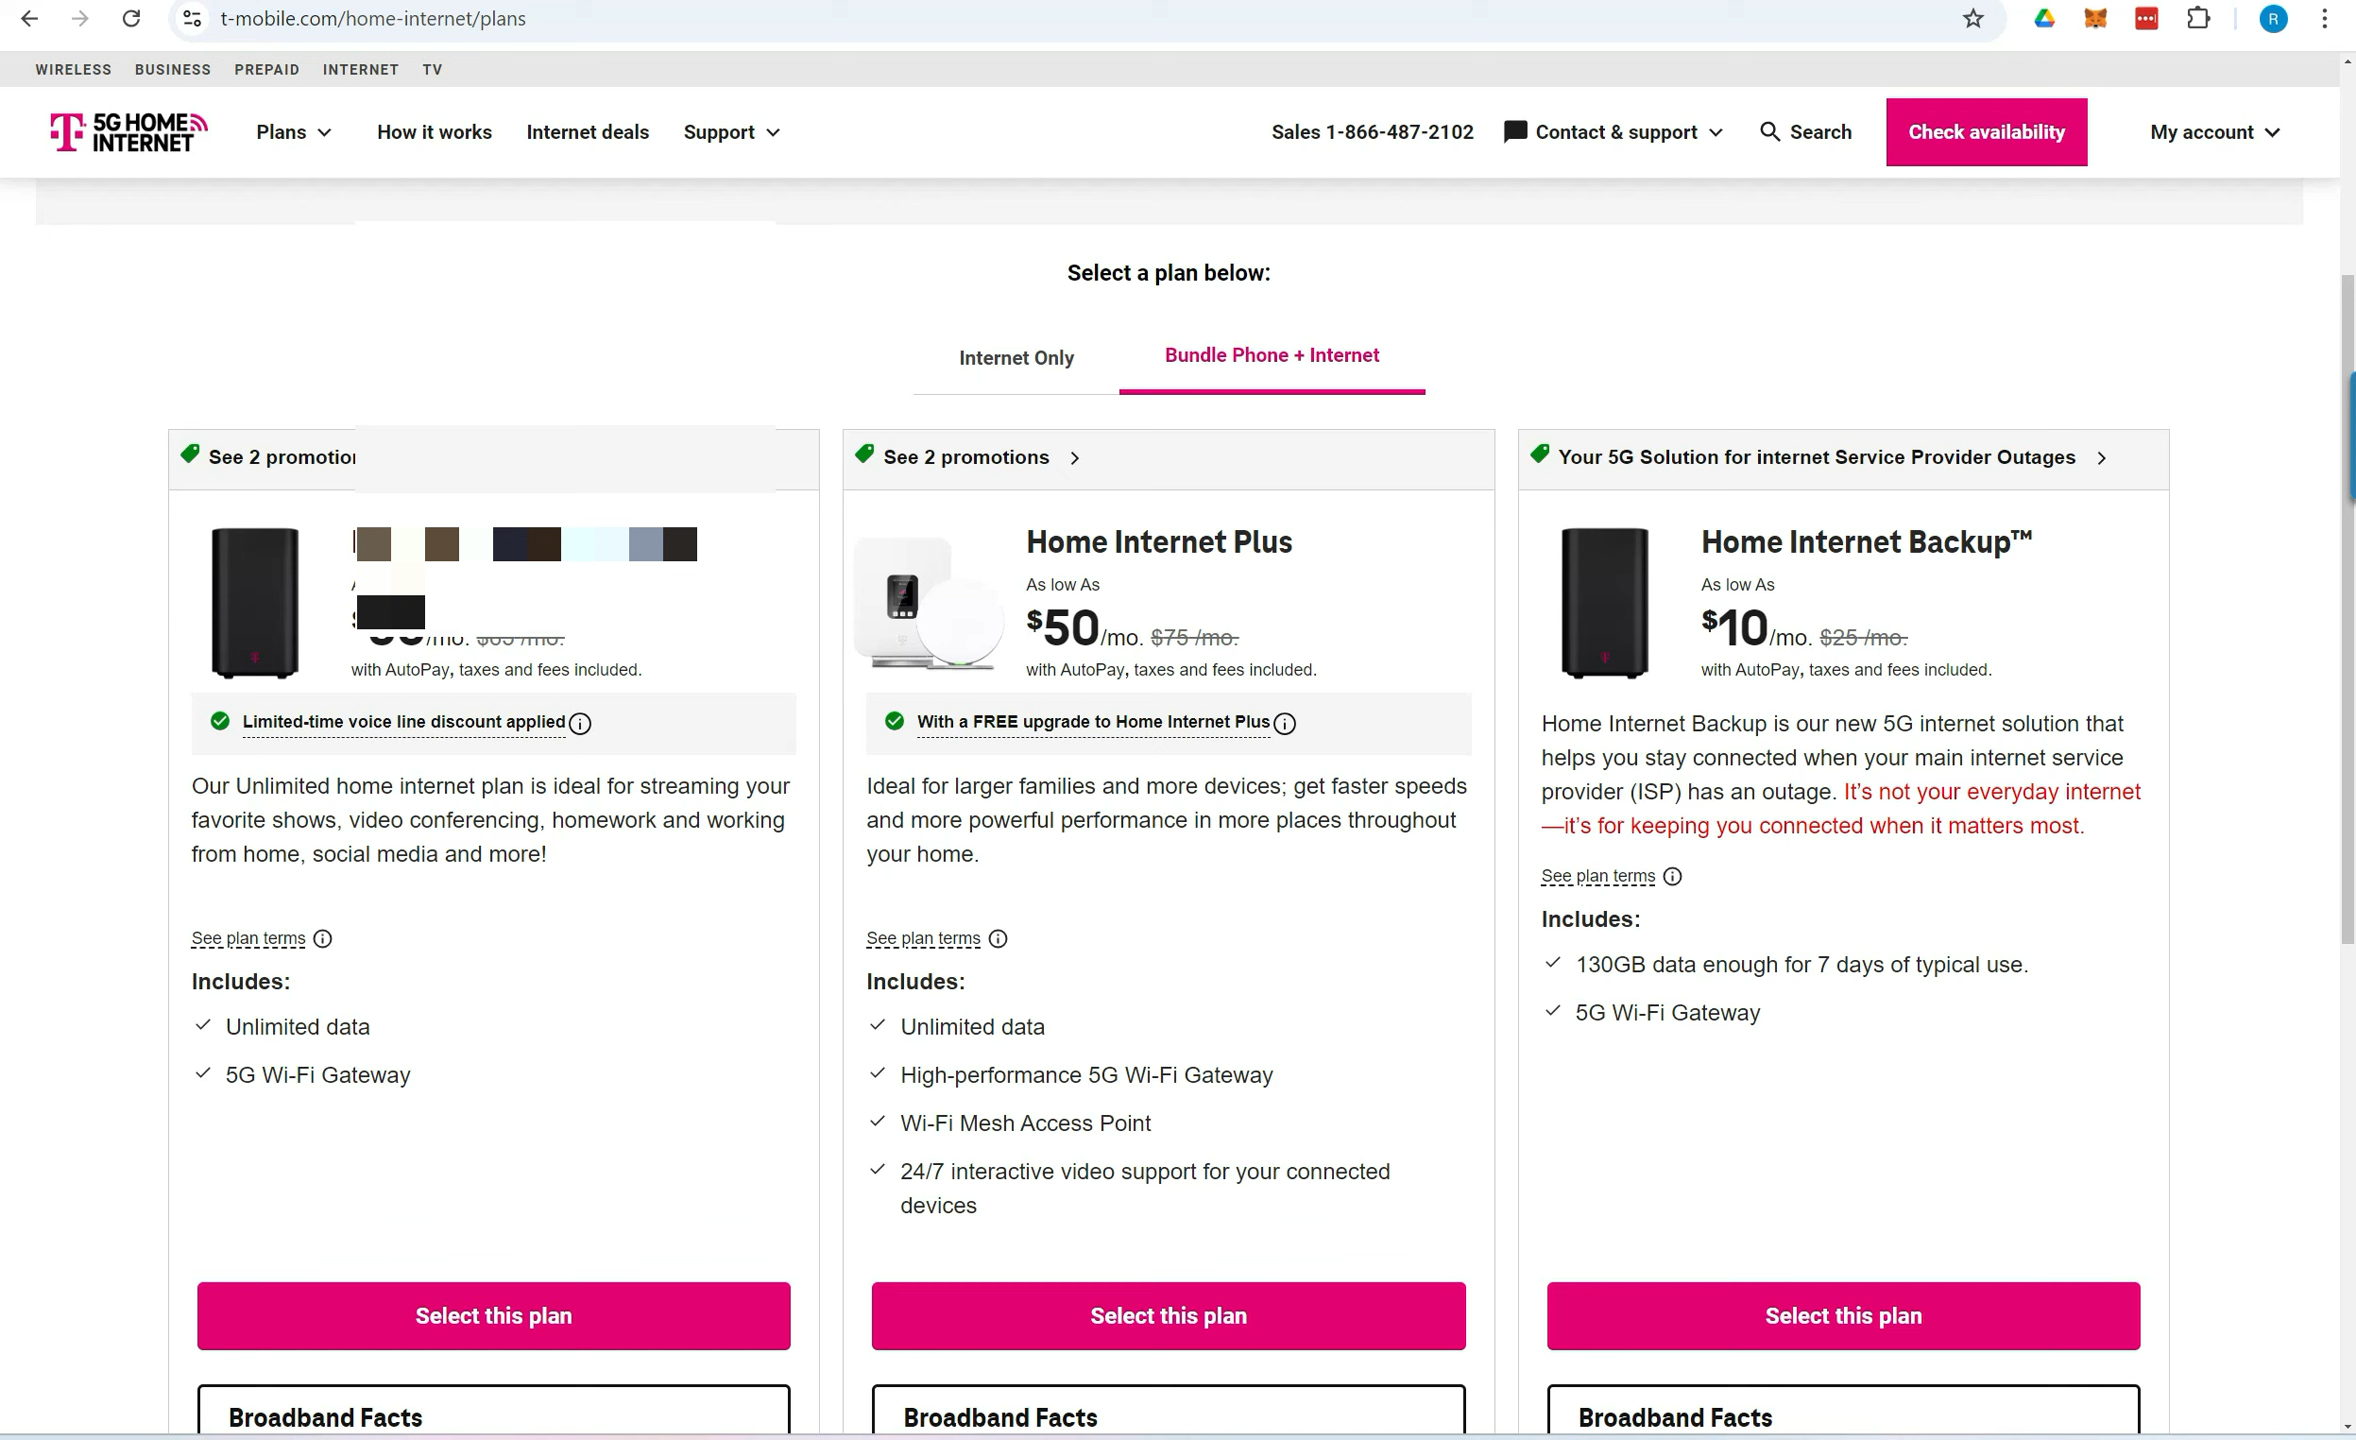 t-mobile.com/home-internet/plans
R
WIRELESS BUSINESS PREPAID INTERNET TV
T 5G HOME INTERNET
Plans How it works Internet deals Support Sales 1-866-487-2102 Contact & support Search Check availability My account
Select a plan below:
Internet Only Bundle Phone + Internet
See 2
/mo. $65 /mo.
with AutoPay, taxes and fees included.
Limited-time voice line discount applied
Our Unlimited home internet plan is ideal for streaming your
favorite shows, video conferencing, homework and working
from home, social media and more!
See plan terms
Includes:
Unlimited data
5G Wi-Fi Gateway
Select this plan
Broadband Facts
See 2 promotions
Home Internet Plus
As low As
$50/mo. $75 /mo.
with AutoPay, taxes and fees included.
With a FREE upgrade to Home Internet Plus
Ideal for larger families and more devices; get faster speeds
and more powerful performance in more places throughout
your home.
See plan terms
Includes:
Unlimited data
High-performance 5G Wi-Fi Gateway
Wi-Fi Mesh Access Point
24/7 interactive video support for your connected
devices
Select this plan
Broadband Facts
Your 5G Solution for internet Service Provider Outages
Home Internet Backup™
As low As
$10/mo. $25 /mo.
with AutoPay, taxes and fees included.
Home Internet Backup is our new 5G internet solution that
helps you stay connected when your main internet service
provider (ISP) has an outage. It’s not your everyday internet
—it’s for keeping you connected when it matters most.
See plan terms
Includes:
130GB data enough for 7 days of typical use.
5G Wi-Fi Gateway
Select this plan
Broadband Facts